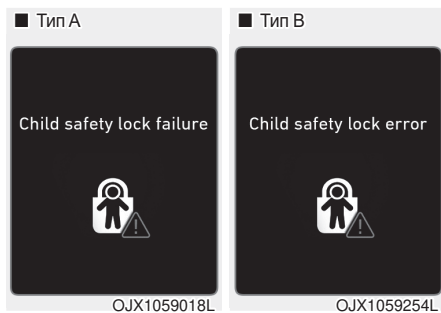 ■ Тип A
Child safety lock failure
OJX1059018L
■ Тип B
Child safety lock error
OJX1059254L